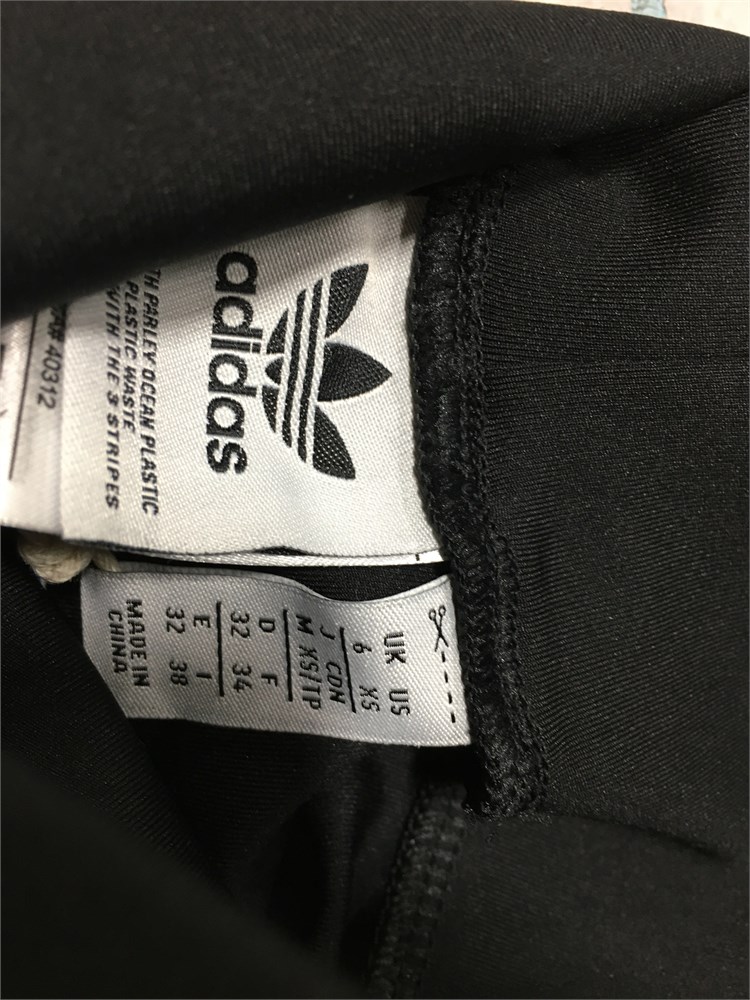 adidas
TH PARLEY OCEAN PLASTIC
PLASTIC WASTE
WITH THE 3 STRIPES
40312
UK US
6 XS
J CDN
M XS/TP
D F
32 34
E I
32 38
MADE IN
CHINA